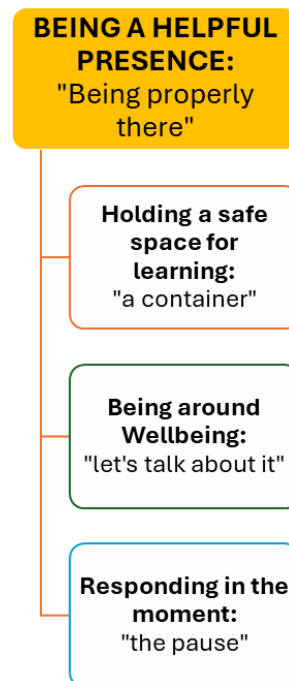 BEING A HELPFUL
PRESENCE:
"Being properly
there"
Holding a safe
space for
learning:
"a container"
Being around
Wellbeing:
"let's talk about it"
Responding in the
moment:
"the pause"